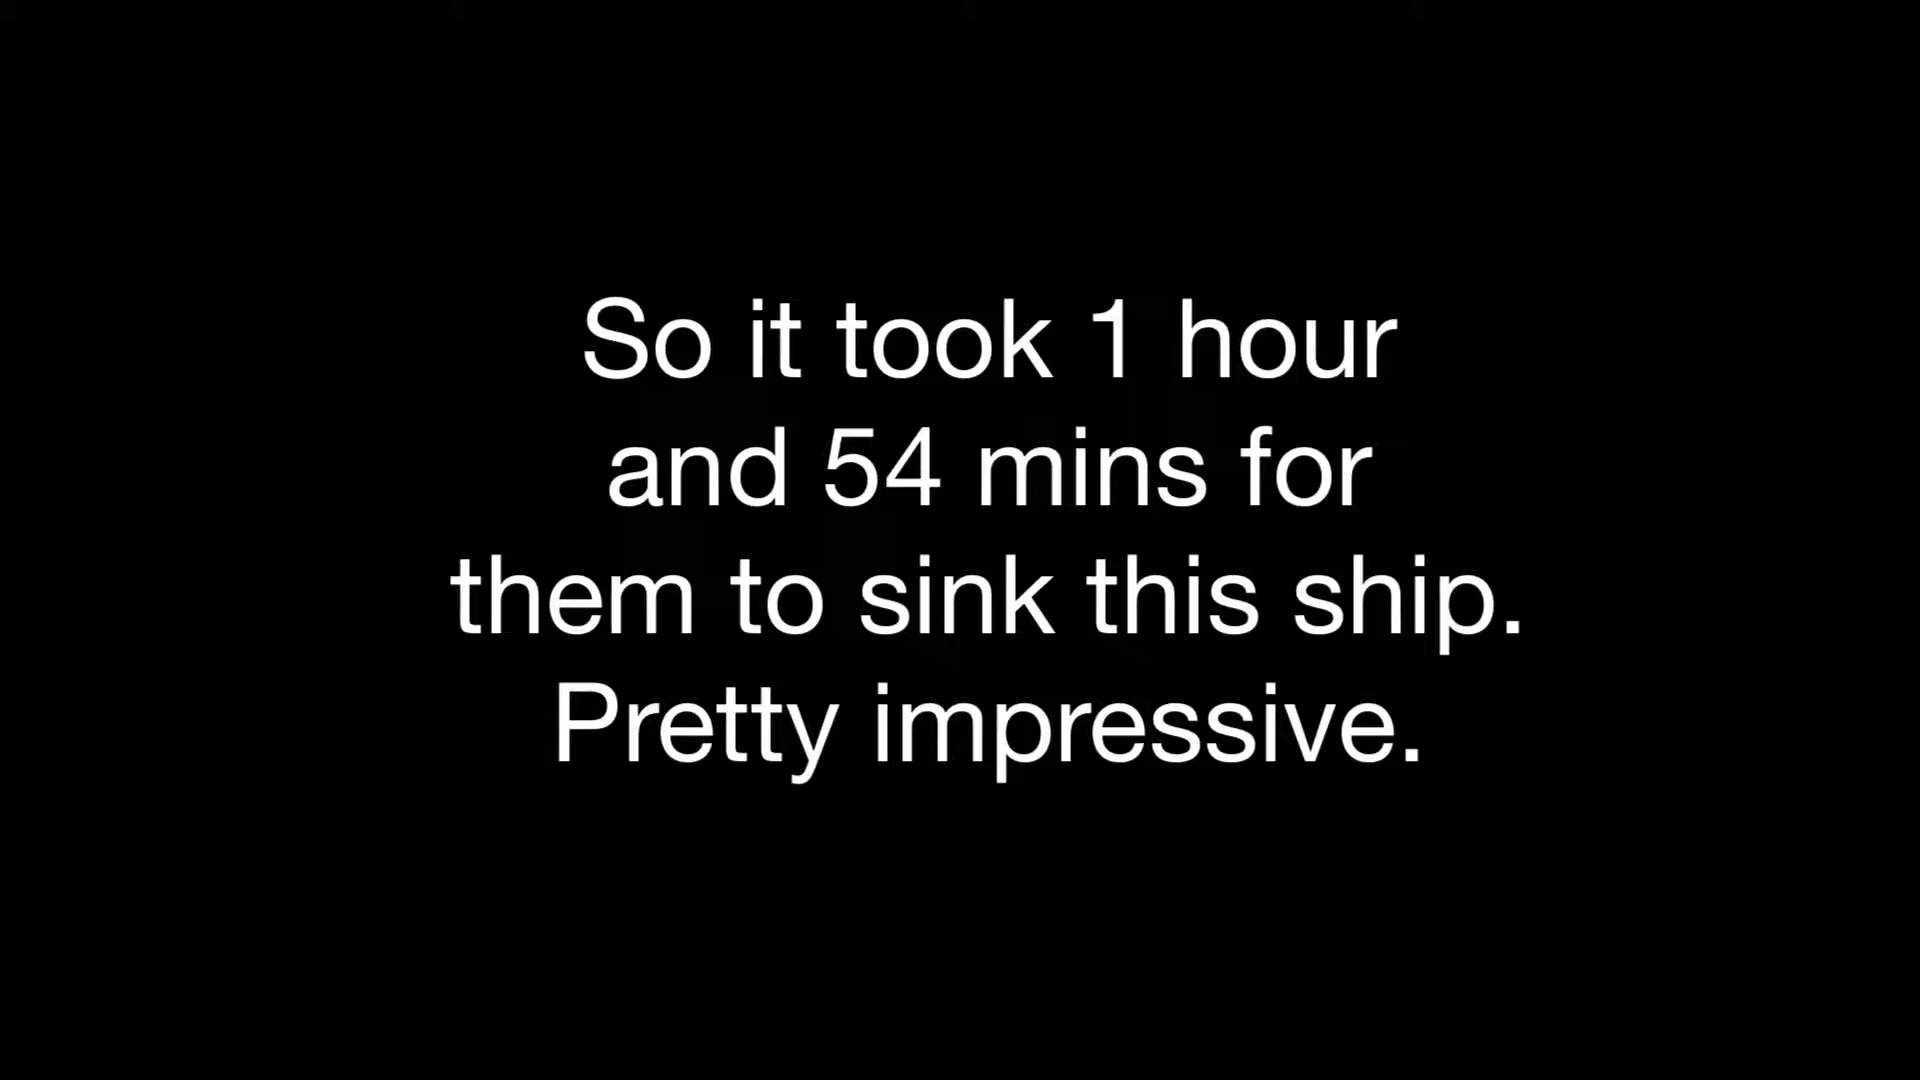 So it took 1 hour
and 54 mins for
them to sink this ship.
Pretty impressive.